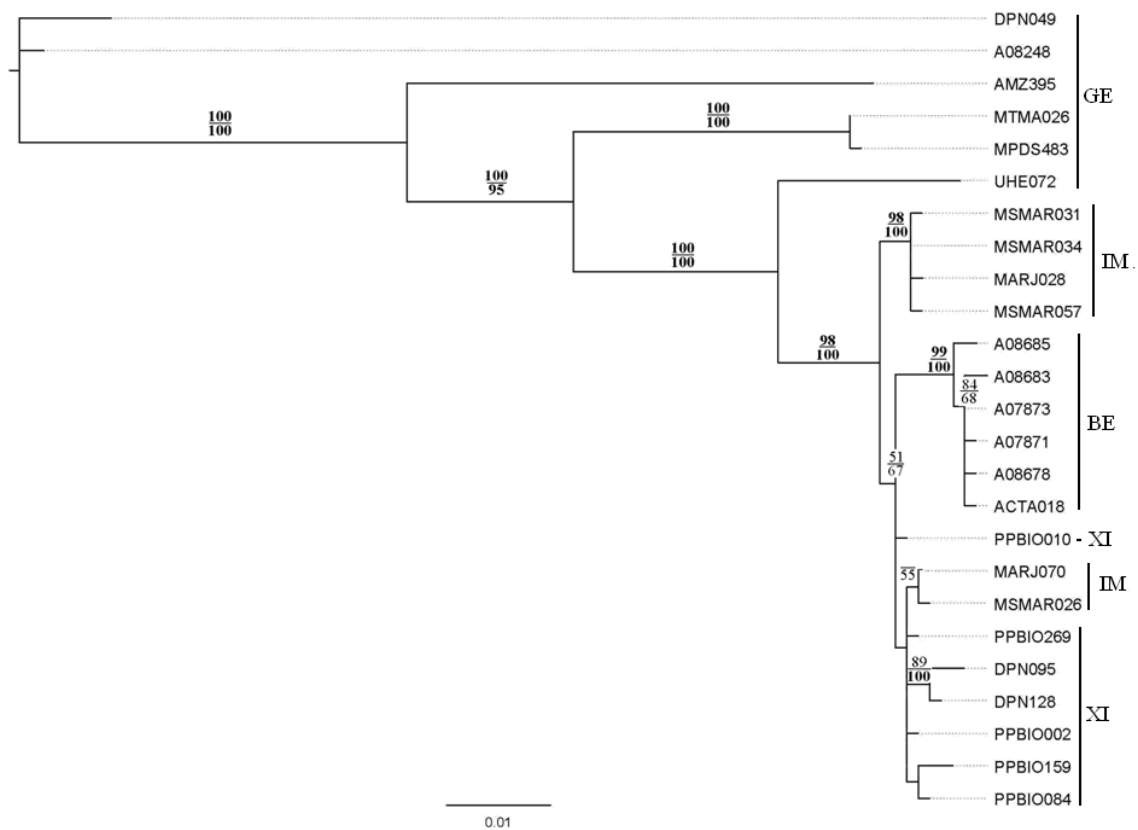 DPN049
A08248
AMZ395
100
100
100
100
MTMA026
MPDS483
GE
100
95
UHE072
100
100
98
100
MSMAR031
MSMAR034
MARJ028
MSMAR057
IM
98
100
99
100
A08685
84
68
A08683
A07873
A07871
A08678
ACTA018
BE
51
67
PPBIO010 - XI
55
MARJ070
MSMAR026
IM
PPBIO269
89
100
DPN095
DPN128
PPBIO002
PPBIO159
PPBIO084
XI
0.01